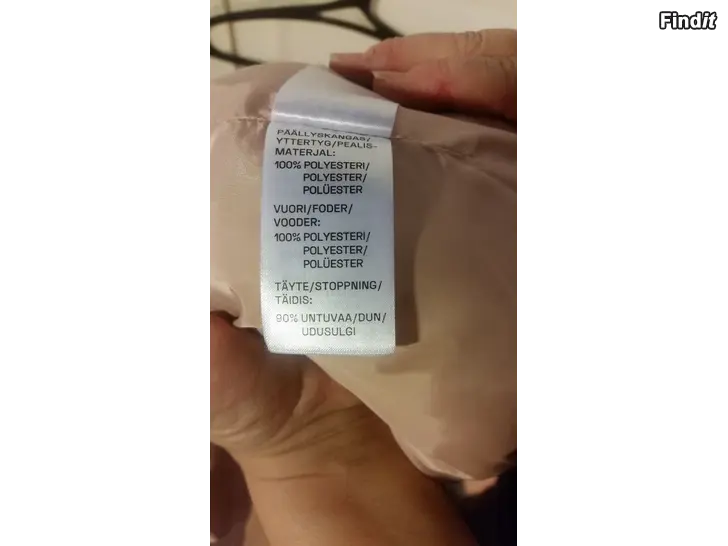 Findit
PÄÄLLYSKANGAS/
YTTERTYG/PEALIS-
MATERJAL:
100% POLYESTERI/
POLYESTER/
POLÜESTER
VUORI/FODER/
VOODER:
100% POLYESTERI/
POLYESTER/
POLÜESTER
TÄYTE/STOPPNING/
TÄIDIS:
90% UNTUVAA/DUN/
UDUSULGI